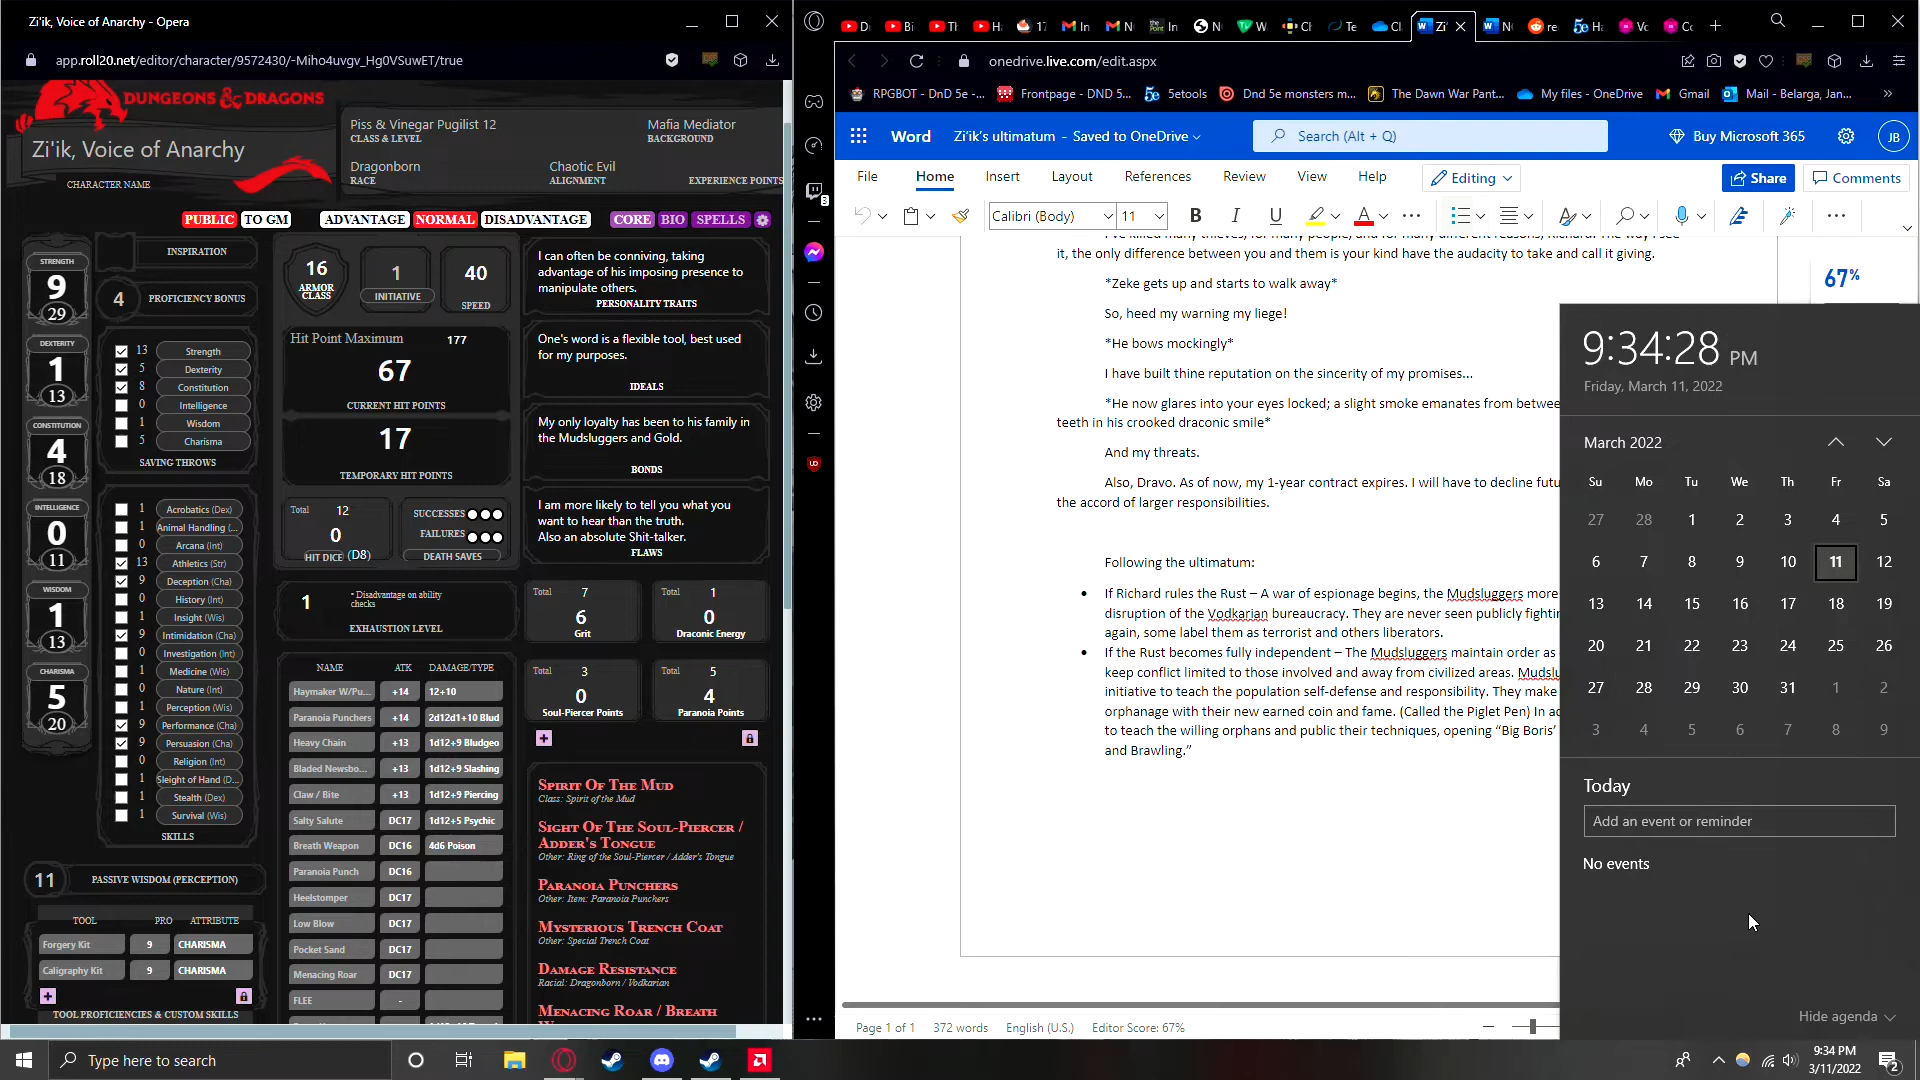 Zi'ik, Voice of Anarchy - Opera
app.roll20.net/editor/character/9572430/-Miho4uvgv_Hg0VSuwET/true
DUNGEONS & DRAGONS
Zi'ik, Voice of Anarchy
CHARACTER NAME
Piss & Vinegar Pugilist 12
CLASS & LEVEL
Mafia Mediator
BACKGROUND
Dragonborn
RACE
Chaotic Evil
ALIGNMENT
EXPERIENCE POINTS
PUBLIC TO GM ADVANTAGE NORMAL DISADVANTAGE CORE BIO SPELLS
STRENGTH
9
29
DEXTERITY
1
13
CONSTITUTION
4
18
INTELLIGENCE
0
11
WISDOM
1
13
CHARISMA
5
20
INSPIRATION
4 PROFICIENCY BONUS
13 Strength
5 Dexterity
8 Constitution
0 Intelligence
1 Wisdom
5 Charisma
SAVING THROWS
1 Acrobatics (Dex)
1 Animal Handling (...
0 Arcana (Int)
13 Athletics (Str)
9 Deception (Cha)
0 History (Int)
1 Insight (Wis)
9 Intimidation (Cha)
0 Investigation (Int)
1 Medicine (Wis)
0 Nature (Int)
1 Perception (Wis)
9 Performance (Cha)
9 Persuasion (Cha)
0 Religion (Int)
1 Sleight of Hand (D...
1 Stealth (Dex)
1 Survival (Wis)
SKILLS
11 PASSIVE WISDOM (PERCEPTION)
TOOL PRO ATTRIBUTE
Forgery Kit 9 CHARISMA
Caligraphy Kit 9 CHARISMA
TOOL PROFICIENCIES & CUSTOM SKILLS
16
ARMOR
CLASS
1
INITIATIVE
40
SPEED
Hit Point Maximum 177
67
CURRENT HIT POINTS
17
TEMPORARY HIT POINTS
Total 12
0
HIT DICE (D8)
SUCCESSES
FAILURES
DEATH SAVES
1
- Disadvantage on ability
checks
EXHAUSTION LEVEL
NAME ATK DAMAGE/TYPE
Haymaker W/Pu... +14 12+10
Paranoia Punchers +14 2d12d1+10 Blud
Heavy Chain +13 1d12+9 Bludgeo
Bladed Newsbo... +13 1d12+9 Slashing
Claw / Bite +13 1d12+9 Piercing
Salty Salute DC17 1d12+5 Psychic
Breath Weapon DC16 4d6 Poison
Paranoia Punch DC16
Heelstomper DC17
Low Blow DC17
Pocket Sand DC17
Menacing Roar DC17
FLEE -
I can often be conniving, taking
advantage of his imposing presence to
manipulate others.
PERSONALITY TRAITS
One's word is a flexible tool, best used
for my purposes.
IDEALS
My only loyalty has been to his family in
the Mudsluggers and Gold.
BONDS
I am more likely to tell you what you
want to hear than the truth.
Also an absolute Shit-talker.
FLAWS
Total 7
6
Grit
Total 1
0
Draconic Energy
Total 3
0
Soul-Piercer Points
Total 5
4
Paranoia Points
SPIRIT OF THE MUD
Class: Spirit of the Mud
SIGHT OF THE SOUL-PIERCER /
ADDER'S TONGUE
Other: Ring of the Soul-Piercer / Adder's Tongue
PARANOIA PUNCHERS
Other: Item: Paranoia Punchers
MYSTERIOUS TRENCH COAT
Other: Special Trench Coat
DAMAGE RESISTANCE
Racial: Dragonborn / Vodkarian
MENACING ROAR / BREATH
Type here to search
onedrive.live.com/edit.aspx
RPGBOT - DnD 5e -... Frontpage - DND 5... 5etools Dnd 5e monsters m... The Dawn War Pant... My files - OneDrive Gmail Mail - Belarga, Jan...
Word Zi'ik's ultimatum - Saved to OneDrive Search (Alt + Q) Buy Microsoft 365 JB
File Home Insert Layout References Review View Help Editing Share Comments
Calibri (Body) 11 B I U A
it, the only difference between you and them is your kind have the audacity to take and call it giving.
*Zeke gets up and starts to walk away*
So, heed my warning my liege!
*He bows mockingly*
I have built thine reputation on the sincerity of my promises...
*He now glares into your eyes locked; a slight smoke emanates from betwee
teeth in his crooked draconic smile*
And my threats.
Also, Dravo. As of now, my 1-year contract expires. I will have to decline futu
the accord of larger responsibilities.
Following the ultimatum:
• If Richard rules the Rust – A war of espionage begins, the Mudsluggers more
disruption of the Vodkarian bureaucracy. They are never seen publicly fightin
again, some label them as terrorist and others liberators.
• If the Rust becomes fully independent – The Mudsluggers maintain order as
keep conflict limited to those involved and away from civilized areas. Mudslu
initiative to teach the population self-defense and responsibility. They make
orphanage with their new earned coin and fame. (Called the Piglet Pen) In ac
to teach the willing orphans and public their techniques, opening “Big Boris’
and Brawling.”
67%
Page 1 of 1 372 words English (U.S.) Editor Score: 67%
9:34:28 PM
Friday, March 11, 2022
March 2022
Su Mo Tu We Th Fr Sa
27 28 1 2 3 4 5
6 7 8 9 10 11 12
13 14 15 16 17 18 19
20 21 22 23 24 25 26
27 28 29 30 31 1 2
3 4 5 6 7 8 9
Today
Add an event or reminder
No events
Hide agenda
9:34 PM
3/11/2022
2